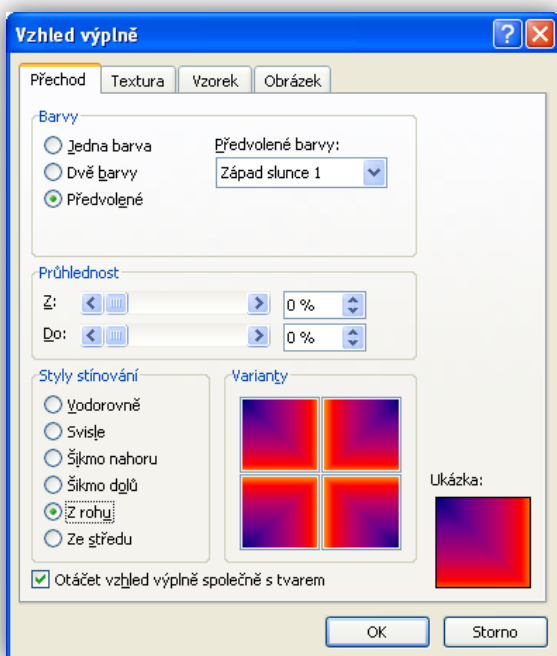 Vzhled výplně
Přechod Textura Vzorek Obrázek
Barvy
Jedna barva
Dvě barvy
Předvolené
Předvolené barvy:
Západ slunce 1
Průhlednost
Z: 0 %
Do: 0 %
Styly stínování
Vodorovně
Svisle
Šikmo nahoru
Šikmo dolů
Z rohu
Ze středu
Varianty
Ukázka:
Otáčet vzhled výplně společně s tvarem
OK Storno